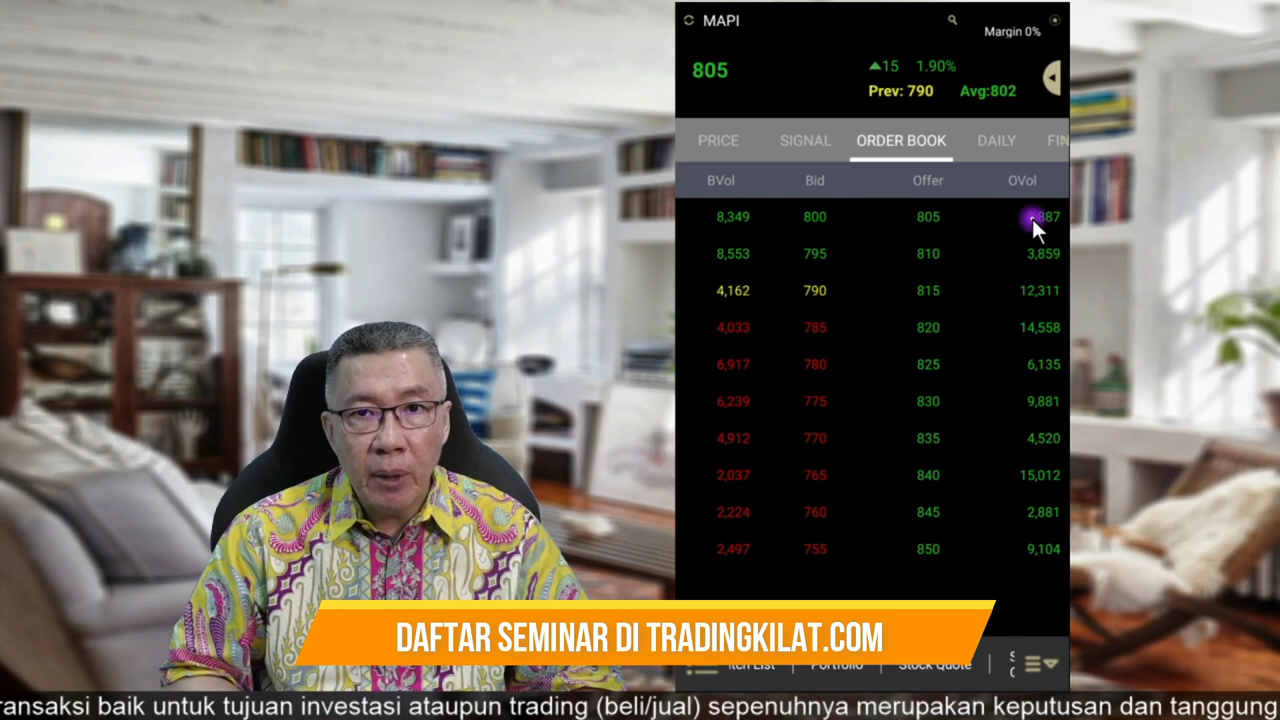 MAPI
Margin 0%
805
15 1.90%
Prev: 790 Avg:802
PRICE SIGNAL ORDER BOOK DAILY FIN
BVol Bid Offer OVol
8,349 800 805 887
8,553 795 810 3,859
4,162 790 815 12,311
4,033 785 820 14,558
6,917 780 825 6,135
6,239 775 830 9,881
4,912 770 835 4,520
2,037 765 840 15,012
2,224 760 845 2,881
2,497 755 850 9,104
DAFTAR SEMINAR DI TRADINGKILAT.COM
tch List | Portfolio | Stock Quote |
ransaksi baik untuk tujuan investasi ataupun trading (beli/jual) sepenuhnya merupakan keputusan dan tanggung